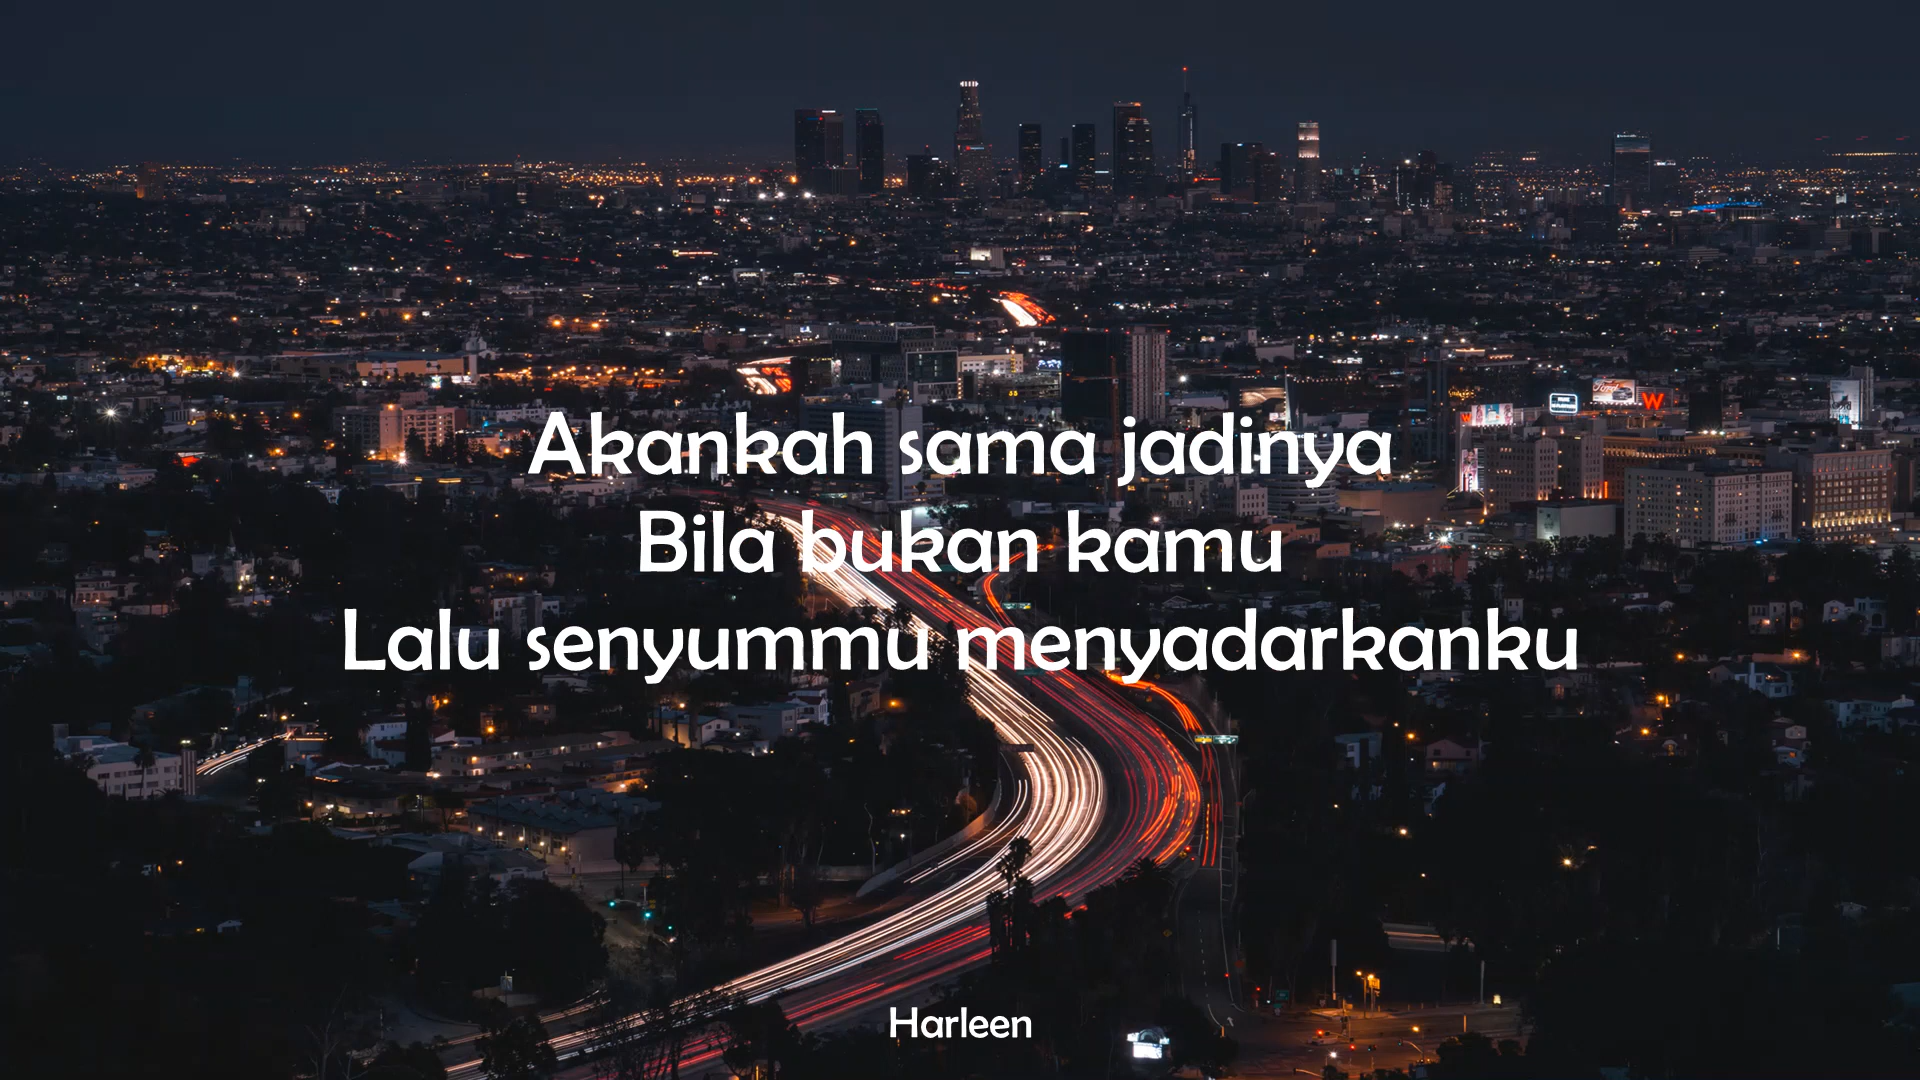 Akankah sama jadinya
Bila bukan kamu
Lalu senyummu menyadarkanku
W
Harleen